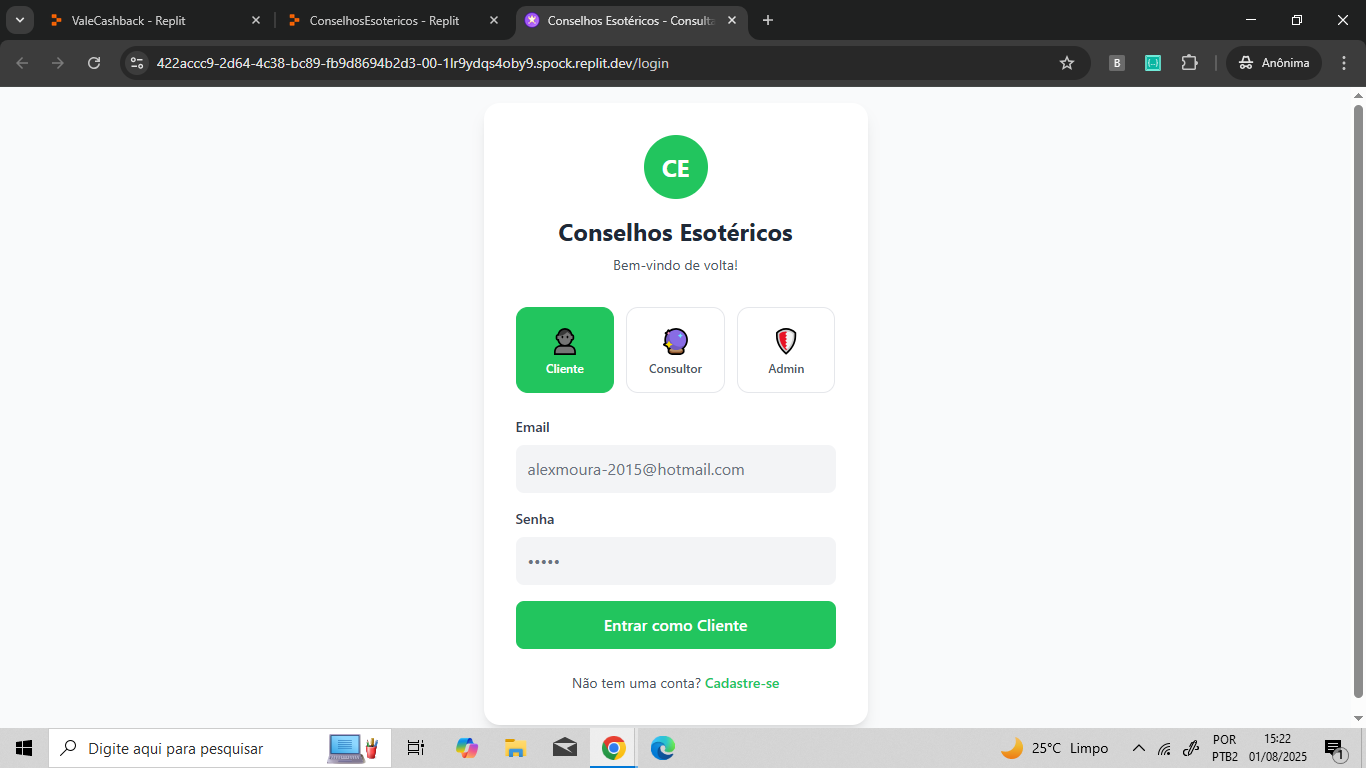 ValeCashback - Replit
ConselhosEsotericos - Replit
Conselhos Esotéricos - Consulta
422accc9-2d64-4c38-bc89-fb9d8694b2d3-00-1lr9ydqs4oby9.spock.replit.dev/login
B
{..}
Anônima
CE
Conselhos Esotéricos
Bem-vindo de volta!
Cliente
Consultor
Admin
Email
alexmoura-2015@hotmail.com
Senha
•••••
Entrar como Cliente
Não tem uma conta? Cadastre-se
Digite aqui para pesquisar
25°C Limpo
POR
PTB2
15:22
01/08/2025
1